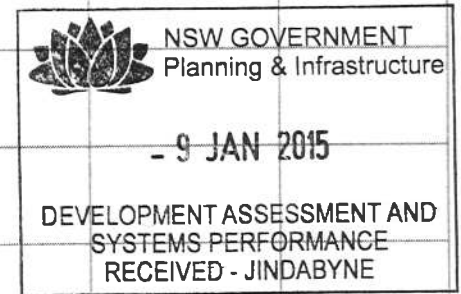 NSW GOVERNMENT
Planning & Infrastructure
- 9 JAN 2015
DEVELOPMENT ASSESSMENT AND
SYSTEMS PERFORMANCE
RECEIVED - JINDABYNE